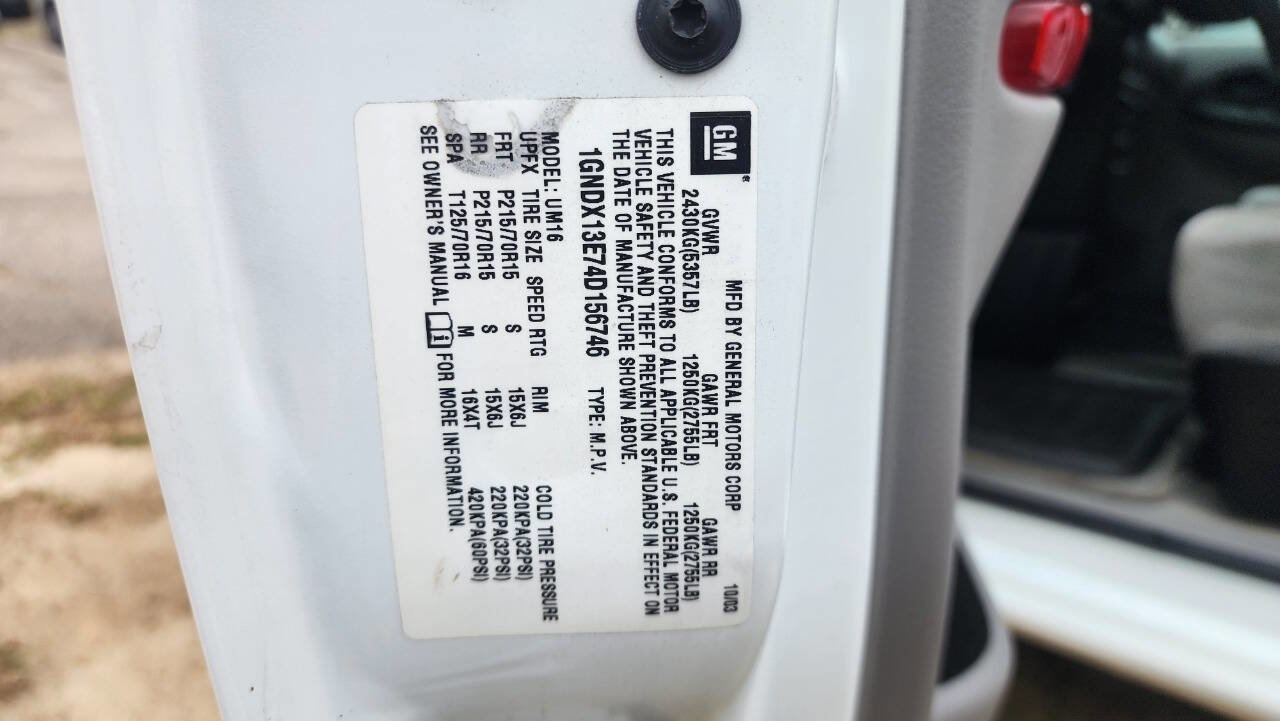 GM
MFD BY GENERAL MOTORS CORP 10/03
GVWR GAWR FRT GAWR RR
2430KG(5357LB) 1250KG(2755LB) 1250KG(2755LB)
THIS VEHICLE CONFORMS TO ALL APPLICABLE U.S. FEDERAL MOTOR
VEHICLE SAFETY AND THEFT PREVENTION STANDARDS IN EFFECT ON
THE DATE OF MANUFACTURE SHOWN ABOVE.
1GNDX13E74D156746 TYPE: M.P.V.
MODEL: UM16
UPFX TIRE SIZE SPEED RTG RIM COLD TIRE PRESSURE
FRT P215/70R15 S 15X6J 220KPA(32PSI)
RR P215/70R15 S 15X6J 220KPA(32PSI)
SPA T125/70R16 M 16X4T 420KPA(60PSI)
SEE OWNER'S MANUAL FOR MORE INFORMATION.